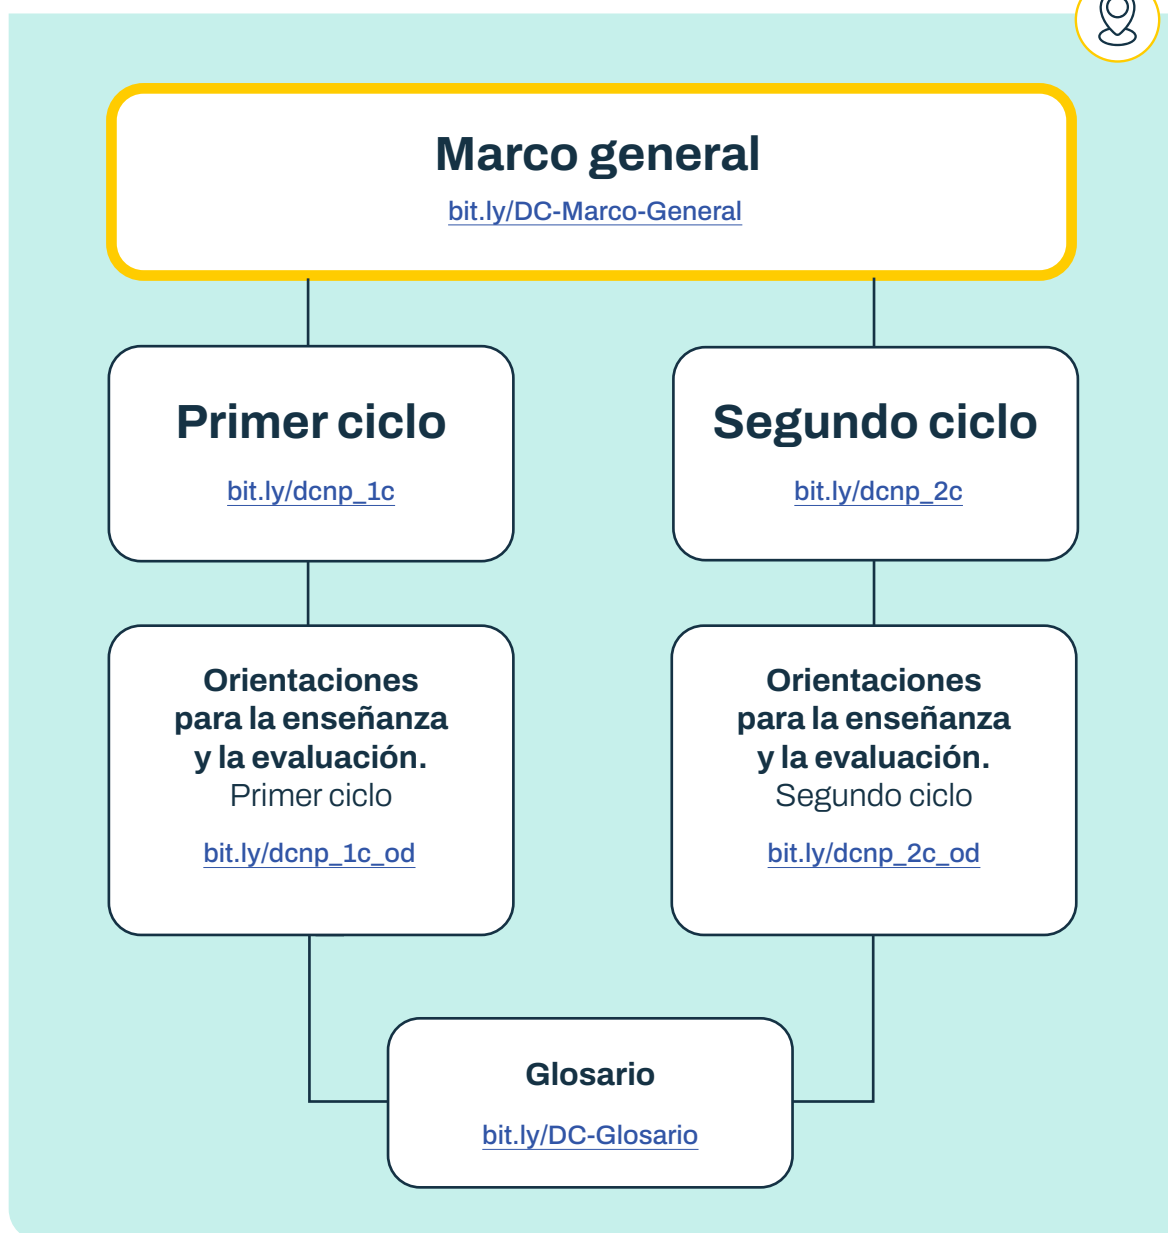 Marco general
bit.ly/DC-Marco-General
Primer ciclo
bit.ly/dcnp_1c
Segundo ciclo
bit.ly/dcnp_2c
Orientaciones
para la enseñanza
y la evaluación.
Primer ciclo
bit.ly/dcnp_1c_od
Orientaciones
para la enseñanza
y la evaluación.
Segundo ciclo
bit.ly/dcnp_2c_od
Glosario
bit.ly/DC-Glosario